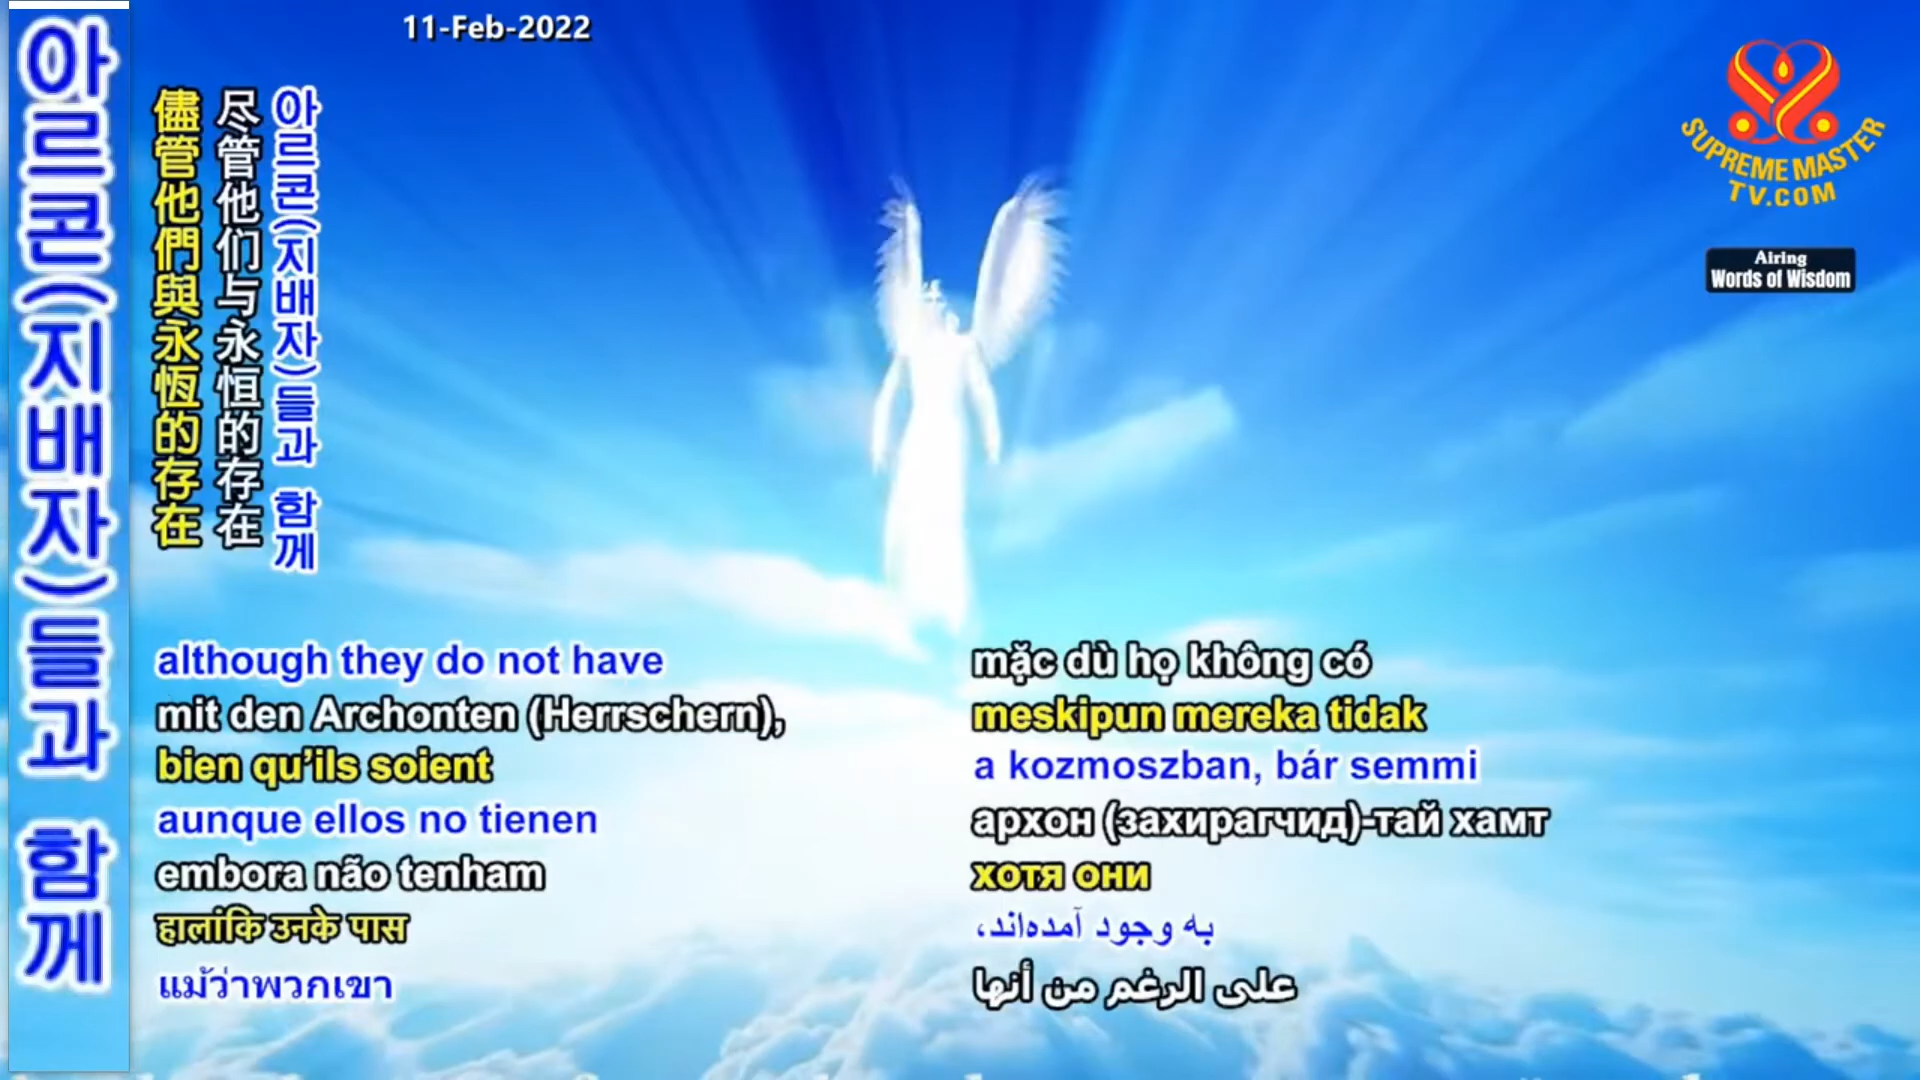 11-Feb-2022
아르콘(지배자)들과 함께
儘管他們與永恆的存在
尽管他们与永恒的存在
아르콘(지배자)들과 함께
SUPREME MASTER
TV.COM
Airing
Words of Wisdom
although they do not have
mit den Archonten (Herrschern),
bien qu'ils soient
aunque ellos no tienen
embora não tenham
हालांकि उनके पास
แม้ว่าพวกเขา
mặc dù họ không có
meskipun mereka tidak
a kozmoszban, bár semmi
архон (захирагчид)-тай хамт
хотя они
به وجود آمده‌اند،
على الرغم من أنها